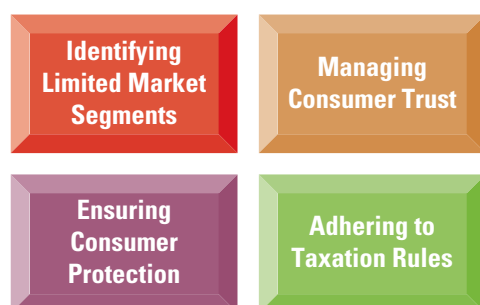 Identifying
Limited Market
Segments
Managing
Consumer Trust
Ensuring
Consumer
Protection
Adhering to
Taxation Rules